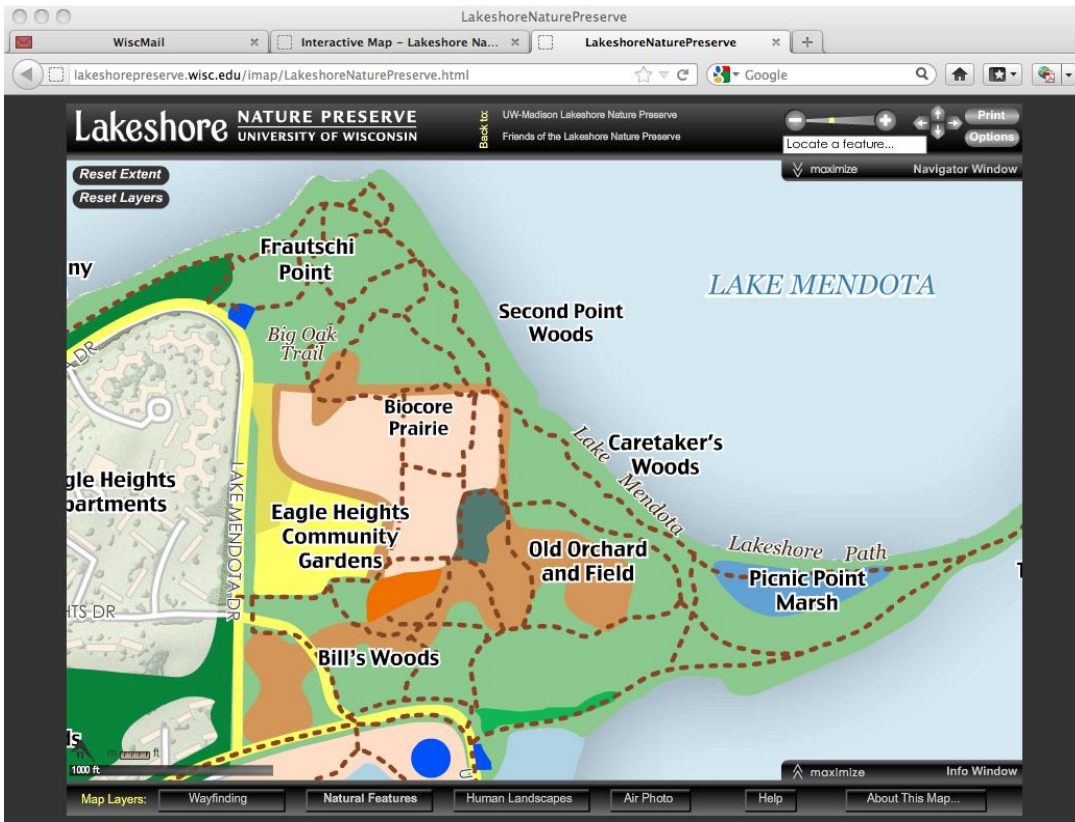 LakeshoreNaturePreserve
WiscMail
Interactive Map – Lakeshore Na...
LakeshoreNaturePreserve
lakeshorepreserve.wisc.edu/imap/LakeshoreNaturePreserve.html
Google
Lakeshore NATURE PRESERVE
UNIVERSITY OF WISCONSIN
Back to:
UW-Madison Lakeshore Nature Preserve
Friends of the Lakeshore Nature Preserve
Print
Options
Locate a feature...
maximize
Navigator Window
Reset Extent
Reset Layers
Frautschi
Point
ny
LAKE MENDOTA
Second Point
Woods
Big Oak
Trail
A DR
Biocore
Prairie
Caretaker's
Woods
Lake Mendota
gle Heights
partments
LAKE MENDOTA DR
Eagle Heights
Community
Gardens
Old Orchard
and Field
Lakeshore Path
Picnic Point
Marsh
T
HTS DR
Bill's Woods
ls
n
m ft
1000 ft
maximize
Info Window
Map Layers:
Wayfinding
Natural Features
Human Landscapes
Air Photo
Help
About This Map...